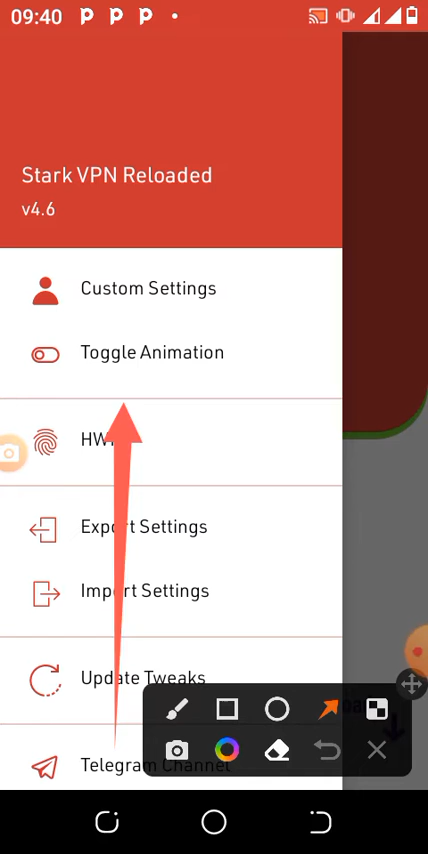 09:40
Stark VPN Reloaded
v4.6
Custom Settings
Toggle Animation
Export Settings
Import Settings
Update Tweaks
Telegram Channel